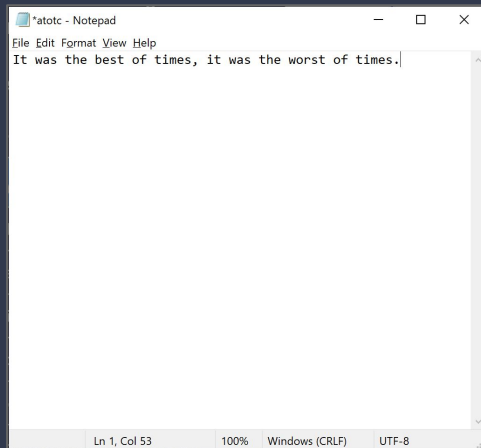 *atotc - Notepad
File Edit Format View Help
It was the best of times, it was the worst of times.
Ln 1, Col 53 100% Windows (CRLF) UTF-8